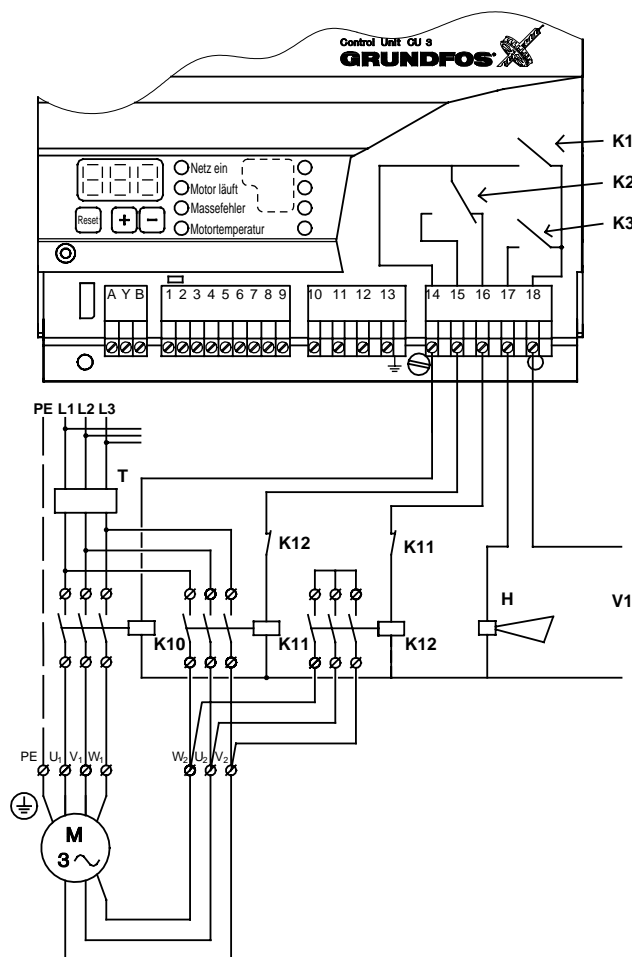 Control Unit CU 3
GRUNDFOS
K1
K2
K3
Netz ein
Motor läuft
Massefehler
Motortemperatur
Reset + −
A Y B 1 2 3 4 5 6 7 8 9 10 11 12 13 14 15 16 17 18
PE L1 L2 L3
T
K12 K11
H V1
K10 K11 K12
PE U1 V1 W1 W2 U2 V2
M
3